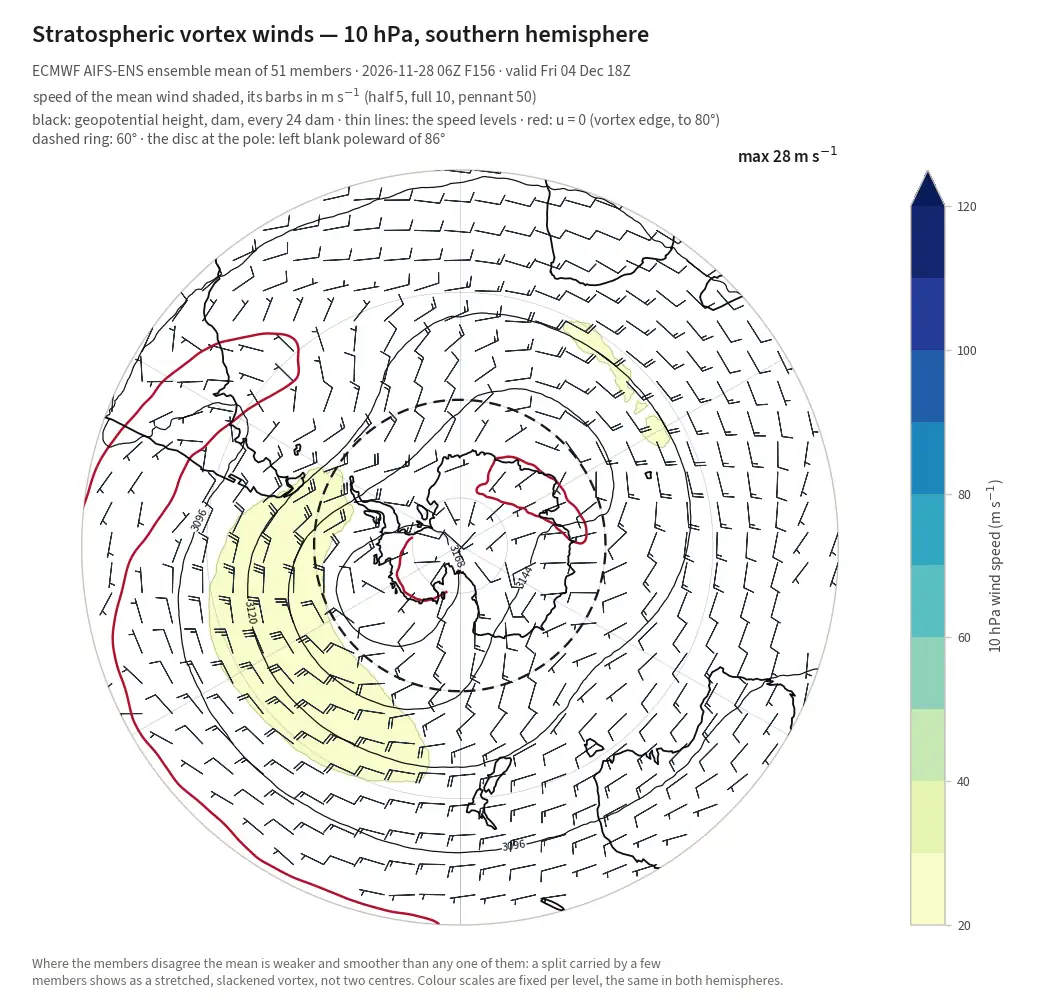 Stratospheric vortex winds — 10 hPa, southern hemisphere
ECMWF AIFS-ENS ensemble mean of 51 members · 2026-11-28 06Z F156 · valid Fri 04 Dec 18Z
speed of the mean wind shaded, its barbs in m s⁻¹ (half 5, full 10, pennant 50)
black: geopotential height, dam, every 24 dam · thin lines: the speed levels · red: u = 0 (vortex edge, to 80°)
dashed ring: 60° · the disc at the pole: left blank poleward of 86°
max 28 m s⁻¹
120
100
80
60
40
20
10 hPa wind speed (m s⁻¹)
3096
3168
3144
3120
3096
Where the members disagree the mean is weaker and smoother than any one of them: a split carried by a few
members shows as a stretched, slackened vortex, not two centres. Colour scales are fixed per level, the same in both hemispheres.